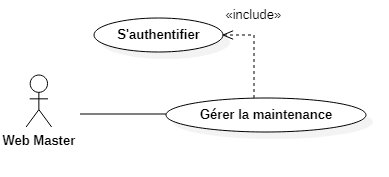 «include»
S'authentifier
Gérer la maintenance
Web Master